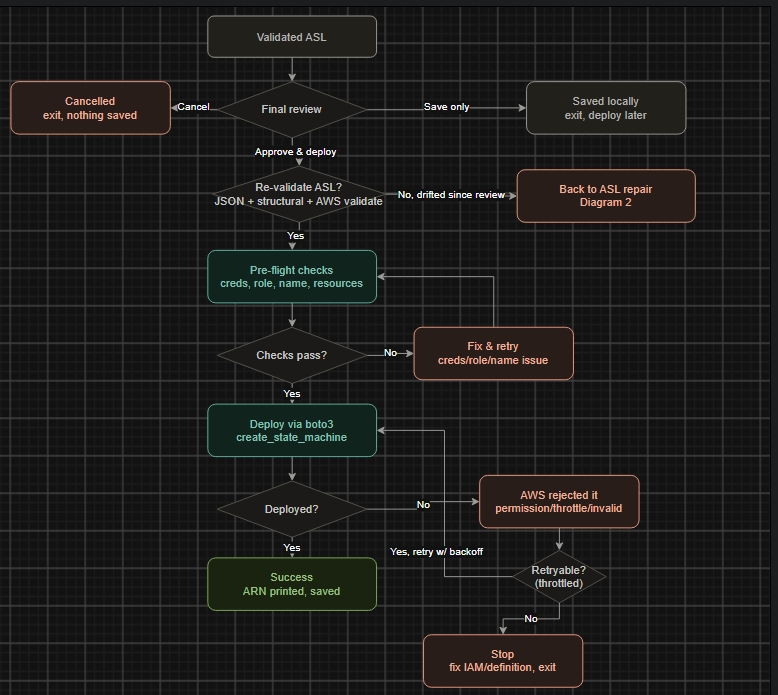 Validated ASL
Cancelled
exit, nothing saved
Cancel
Final review
Save only
Saved locally
exit, deploy later
Approve & deploy
Re-validate ASL?
JSON + structural + AWS validate
No, drifted since review
Back to ASL repair
Diagram 2
Yes
Pre-flight checks
creds, role, name, resources
Checks pass?
No
Fix & retry
creds/role/name issue
Yes
Deploy via boto3
create_state_machine
Deployed?
No
AWS rejected it
permission/throttle/invalid
Yes
Yes, retry w/ backoff
Retryable?
(throttled)
Success
ARN printed, saved
No
Stop
fix IAM/definition, exit